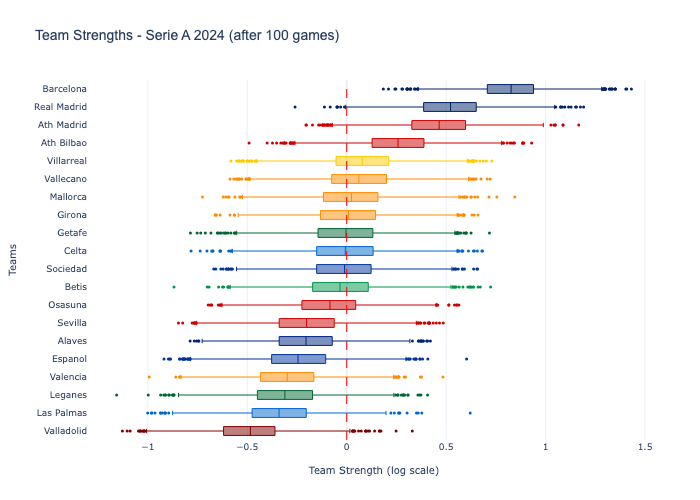 Team Strengths - Serie A 2024 (after 100 games)
Barcelona
Real Madrid
Ath Madrid
Ath Bilbao
Villarreal
Vallecano
Mallorca
Girona
Getafe
Celta
Sociedad
Betis
Osasuna
Sevilla
Alaves
Espanol
Valencia
Leganes
Las Palmas
Valladolid
Teams
−1
−0.5
0
0.5
1
1.5
Team Strength (log scale)